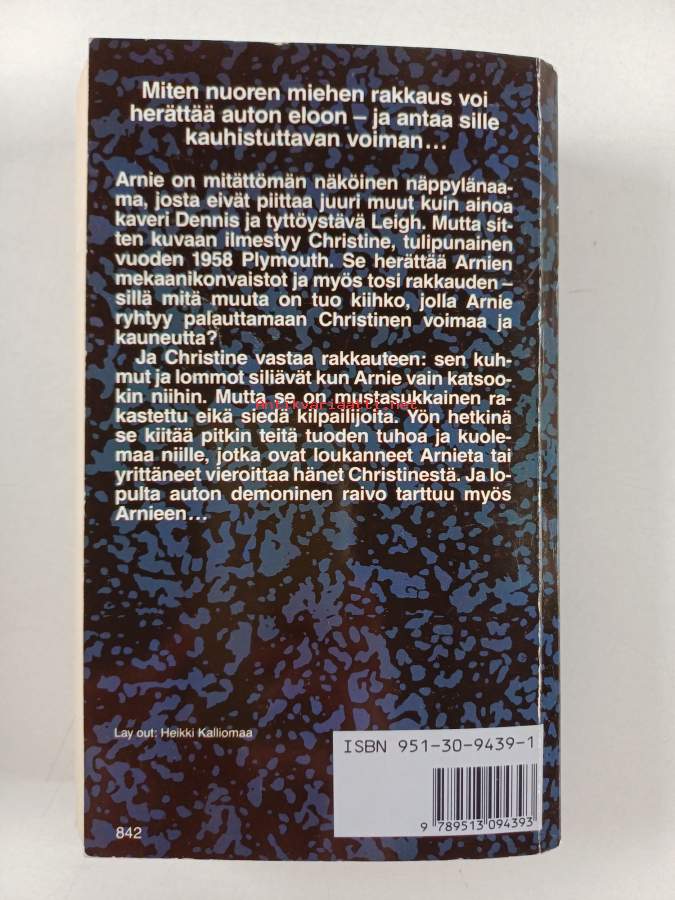 Miten nuoren miehen rakkaus voi
herättää auton eloon – ja antaa sille
kauhistuttavan voiman...
Arnie on mitättömän näköinen näppylänaa-
ma, josta eivät piittaa juuri muut kuin ainoa
kaveri Dennis ja tyttöystävä Leigh. Mutta sit-
ten kuvaan ilmestyy Christine, tulipunainen
vuoden 1958 Plymouth. Se herättää Arnien
mekaanikonvaistot ja myös tosi rakkauden –
sillä mitä muuta on tuo kiihko, jolla Arnie
ryhtyy palauttamaan Christinen voimaa ja
kauneutta?
Ja Christine vastaa rakkauteen: sen kuh-
mut ja lommot siliävät kun Arnie vain katsoo-
kin niihin. Mutta se on mustasukkainen ra-
Antikvariaatti.net
kastettu eikä siedä kilpailijoita. Yön hetkinä
se kiitää pitkin teitä tuoden tuhoa ja kuole-
maa niille, jotka ovat loukanneet Arnieta tai
yrittäneet vieroittaa hänet Christinestä. Ja lo-
pulta auton demoninen raivo tarttuu myös
Arnieen...
Lay out: Heikki Kalliomaa
ISBN 951-30-9439-1
9 789513 094393
842